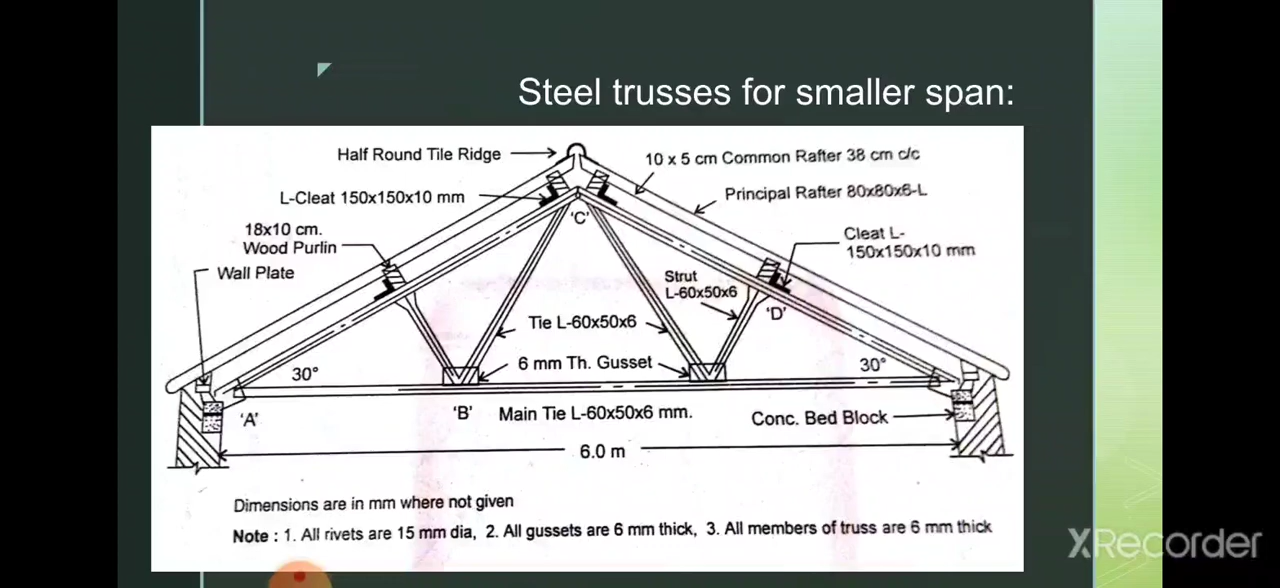 Steel trusses for smaller span:
Half Round Tile Ridge
10 x 5 cm Common Rafter 38 cm c/c
L-Cleat 150x150x10 mm
Principal Rafter 80x80x6-L
18x10 cm.
Wood Purlin
Wall Plate
'C'
Cleat L-
150x150x10 mm
Strut
L-60x50x6
'D'
Tie L-60x50x6
30°
6 mm Th. Gusset
30°
'A'
'B'
Main Tie L-60x50x6 mm.
Conc. Bed Block
6.0 m
Dimensions are in mm where not given
Note : 1. All rivets are 15 mm dia, 2. All gussets are 6 mm thick, 3. All members of truss are 6 mm thick
XRecorder